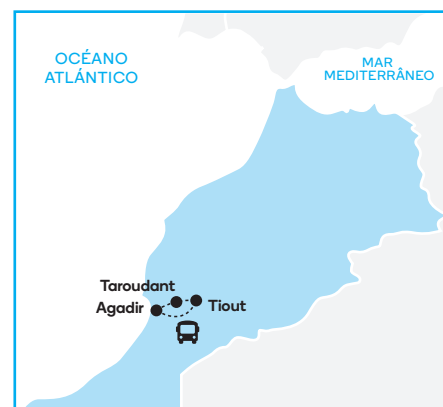 OCÉANO
ATLÁNTICO
MAR
MEDITERRÂNEO
Taroudant
Agadir
Tiout